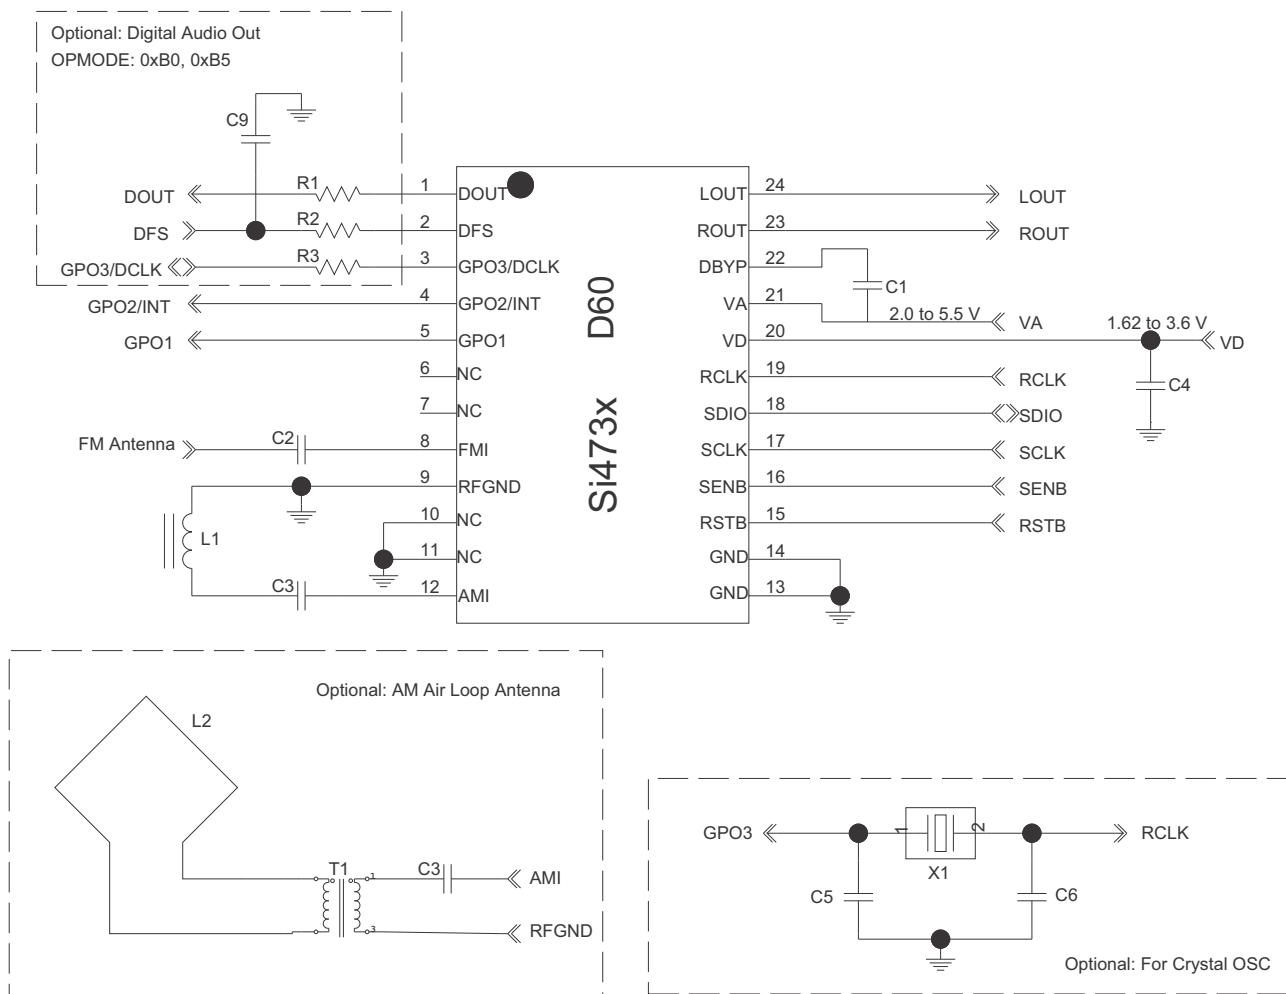 Optional: Digital Audio Out
OPMODE: 0xB0, 0xB5
C9
DOUT
R1
1
DOUT
DFS
R2
2
DFS
GPO3/DCLK
R3
3
GPO3/DCLK
GPO2/INT
4
GPO2/INT
GPO1
5
GPO1
6
NC
7
NC
FM Antenna
C2
8
FMI
9
RFGND
10
NC
L1
11
NC
C3
12
AMI
Si473x D60
LOUT
24
LOUT
ROUT
23
ROUT
DBYP
22
C1
VA
21
2.0 to 5.5 V
VA
VD
20
1.62 to 3.6 V
VD
C4
RCLK
19
RCLK
SDIO
18
SDIO
SCLK
17
SCLK
SENB
16
SENB
RSTB
15
RSTB
GND
14
GND
13
Optional: AM Air Loop Antenna
L2
T1
1
C3
AMI
3
RFGND
GPO3
1
2
RCLK
X1
C5
C6
Optional: For Crystal OSC